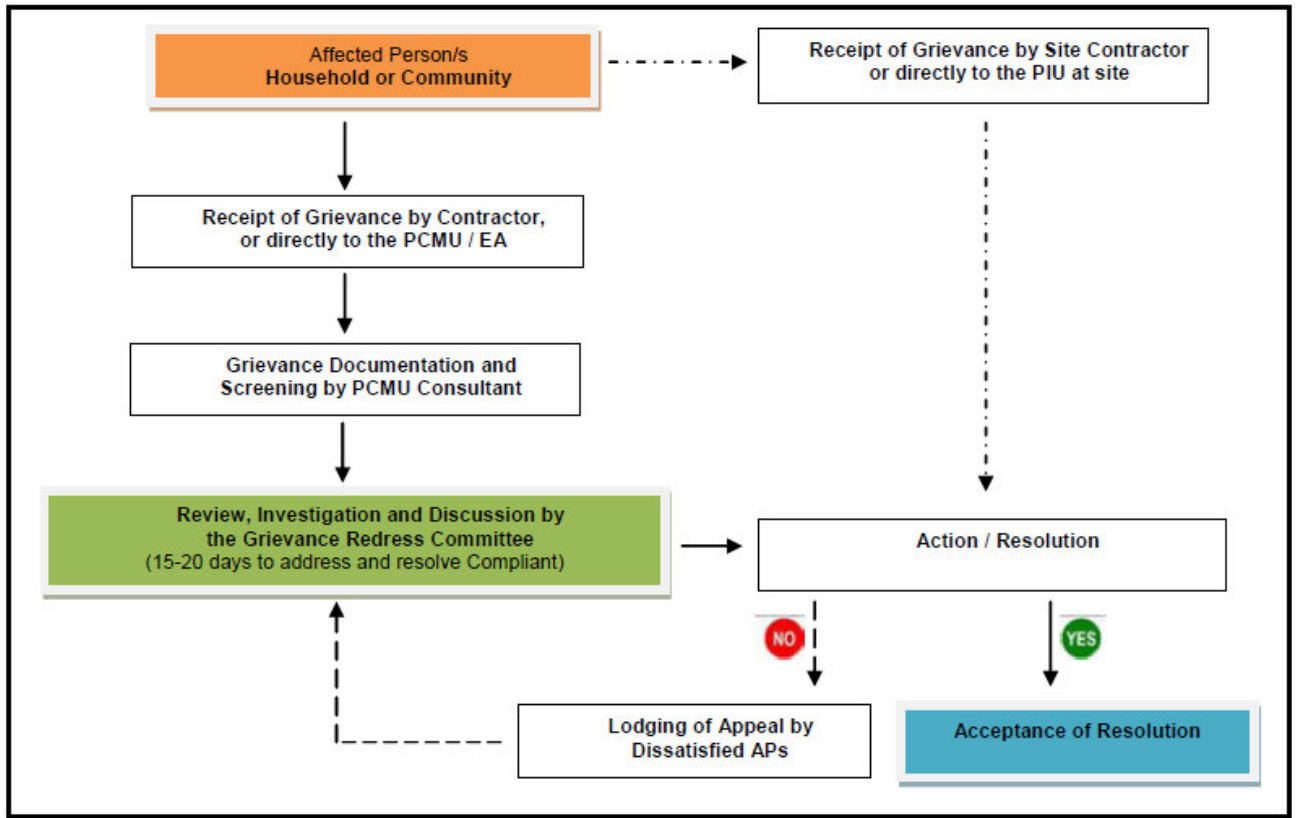 Affected Person/s
Household or Community
Receipt of Grievance by Site Contractor
or directly to the PIU at site
Receipt of Grievance by Contractor,
or directly to the PCMU / EA
Grievance Documentation and
Screening by PCMU Consultant
Review, Investigation and Discussion by
the Grievance Redress Committee
(15-20 days to address and resolve Compliant)
Action / Resolution
NO
YES
Lodging of Appeal by
Dissatisfied APs
Acceptance of Resolution